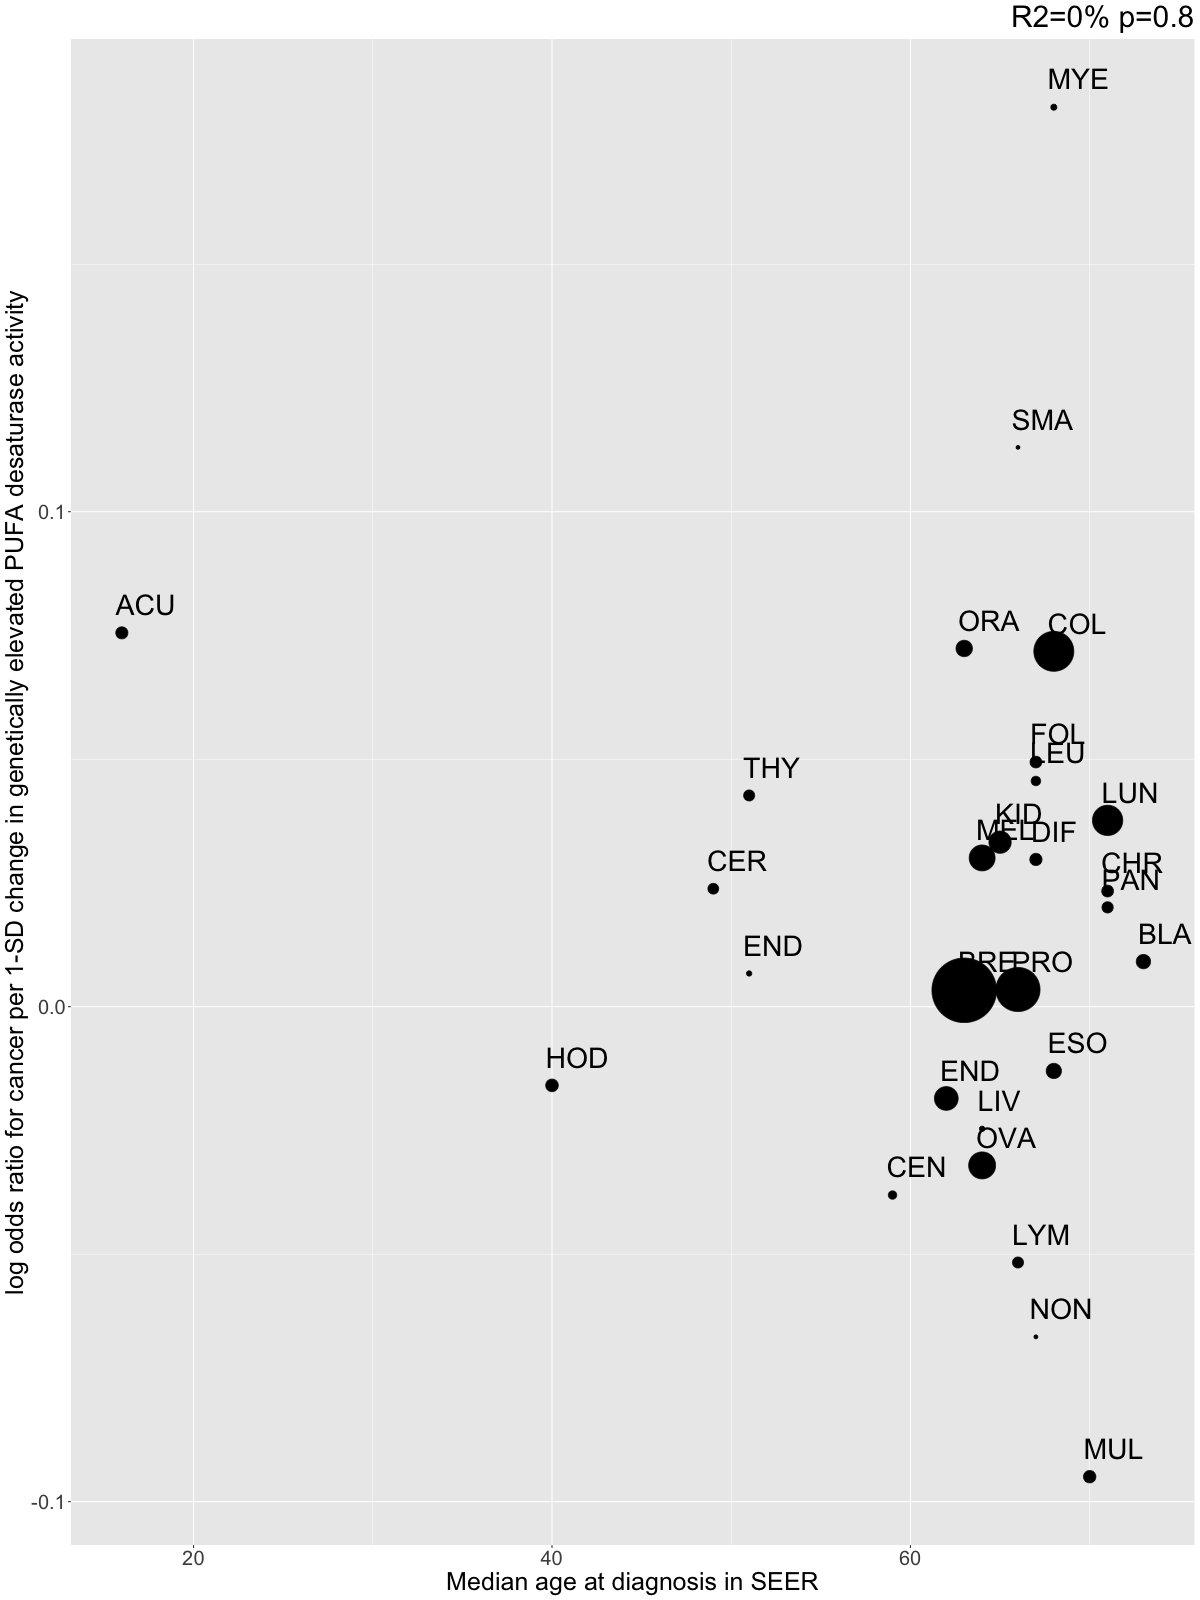 R2=0% p=0.8
MYE
SMA
0.1
ACU
ORA
COL
FOL
LEU
THY
LUN
KID
MEL
DIF
CER
CHR
PAN
BLA
END
BRE
PRO
0.0
ESO
HOD
END
LIV
OVA
CEN
LYM
NON
MUL
-0.1
20 40 60
Median age at diagnosis in SEER
log odds ratio for cancer per 1-SD change in genetically elevated PUFA desaturase activity